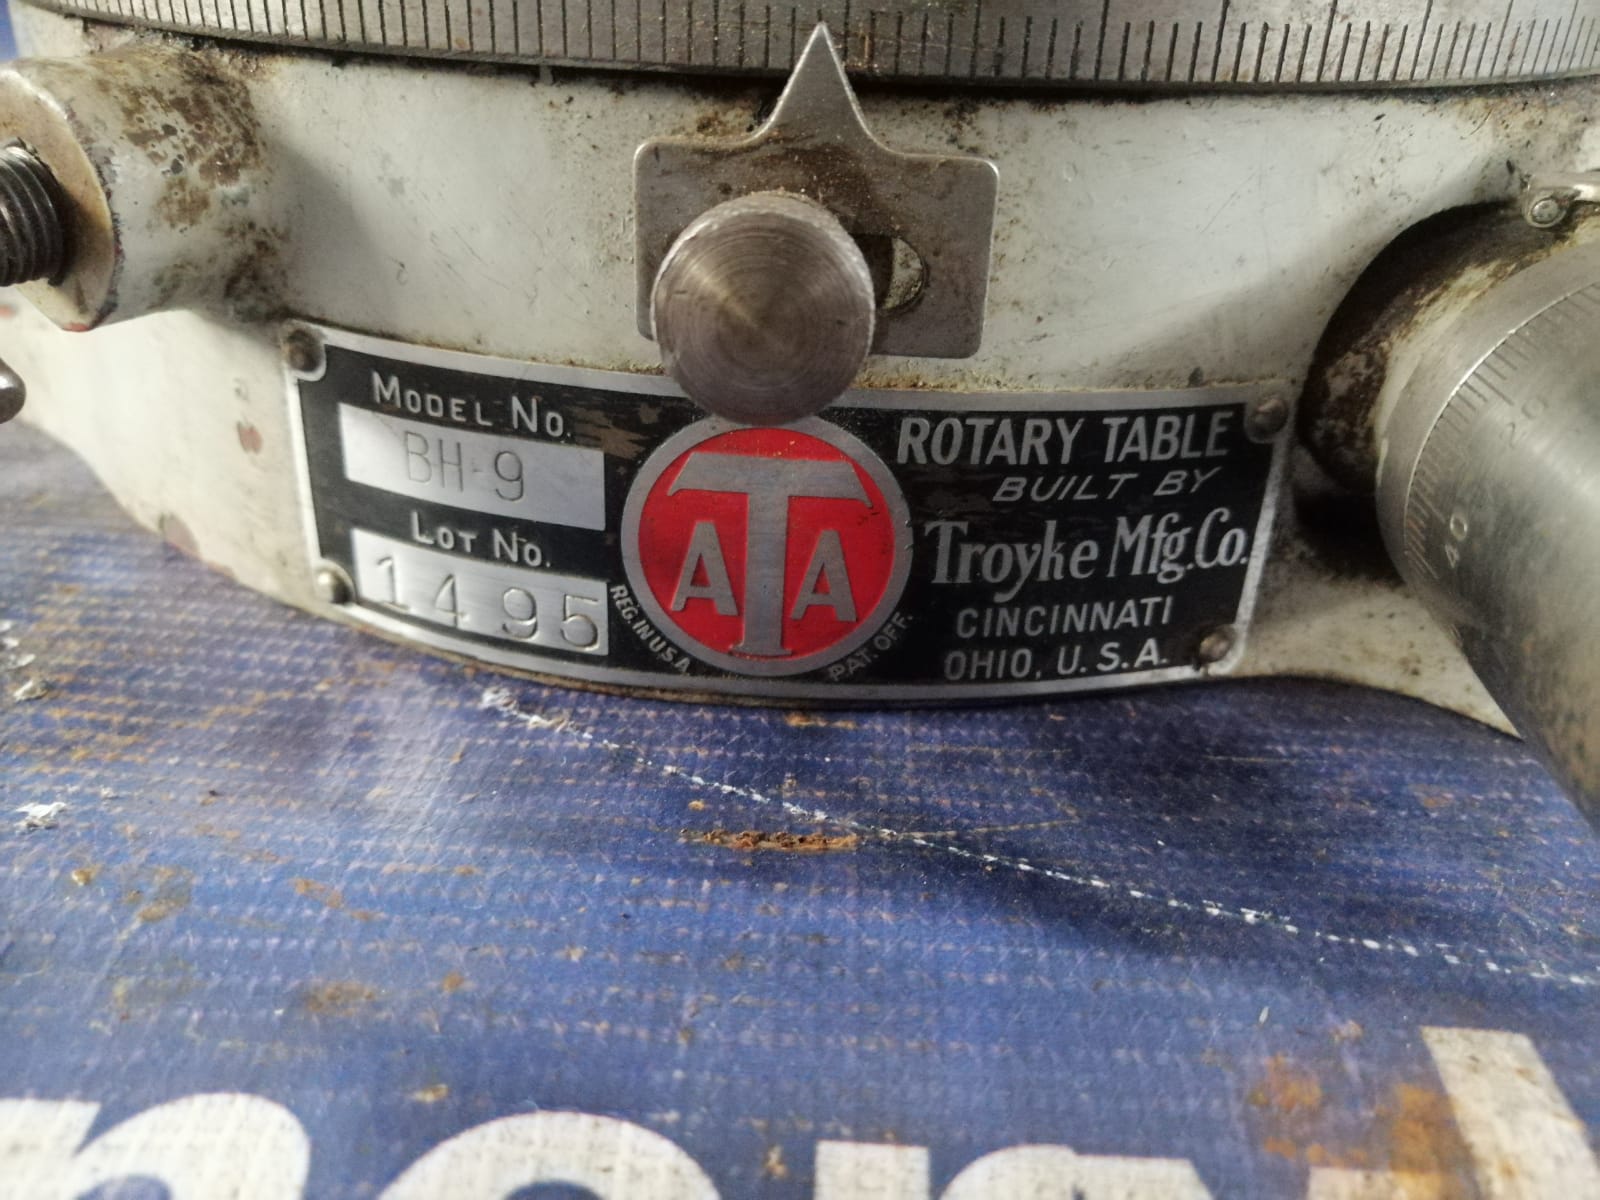 MODEL NO.
BH-9
LOT NO.
1495
ATA
REG. IN U.S.A.
PAT. OFF.
ROTARY TABLE
BUILT BY
Troyke Mfg. Co.
CINCINNATI
OHIO, U.S.A.
20
40